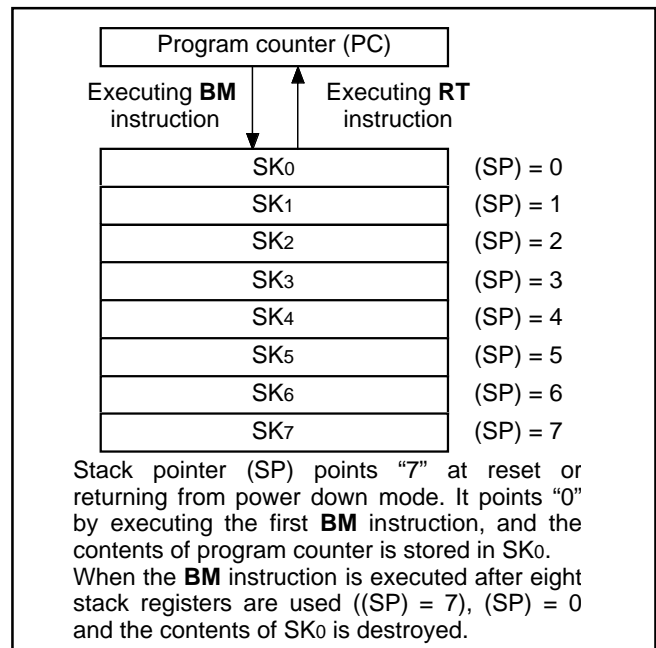 Program counter (PC)
Executing BM
instruction
Executing RT
instruction
SK0 (SP) = 0
SK1 (SP) = 1
SK2 (SP) = 2
SK3 (SP) = 3
SK4 (SP) = 4
SK5 (SP) = 5
SK6 (SP) = 6
SK7 (SP) = 7
Stack pointer (SP) points “7” at reset or
returning from power down mode. It points “0”
by executing the first BM instruction, and the
contents of program counter is stored in SK0.
When the BM instruction is executed after eight
stack registers are used ((SP) = 7), (SP) = 0
and the contents of SK0 is destroyed.